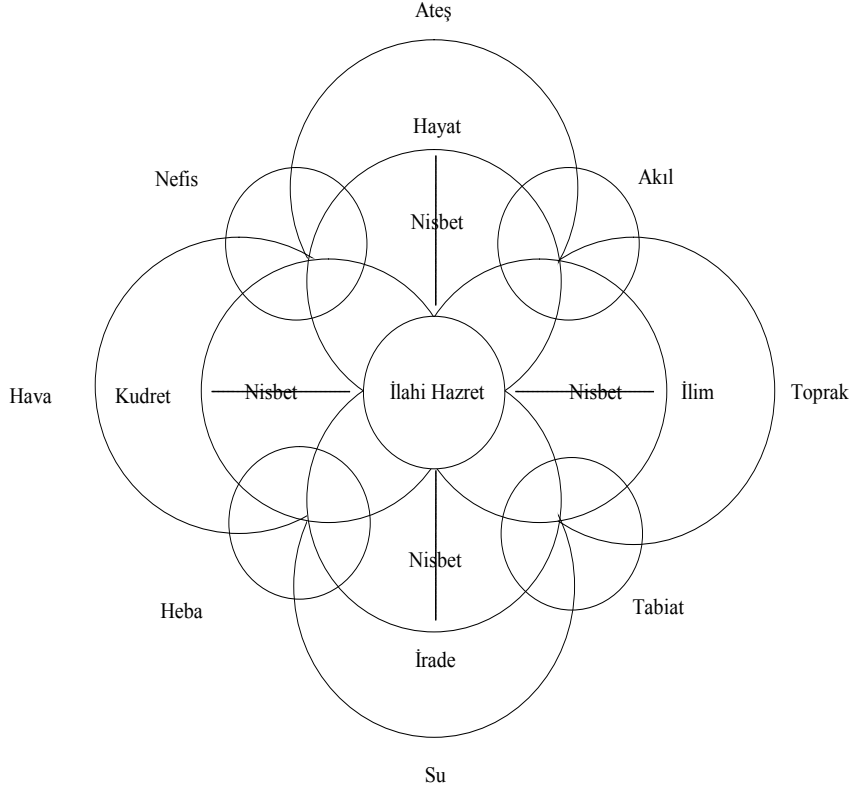 Ateş
Hayat
Nefis
Akıl
Nisbet
Hava
Kudret
Nisbet
İlahi Hazret
Nisbet
İlim
Toprak
Nisbet
Heba
Tabiat
İrade
Su